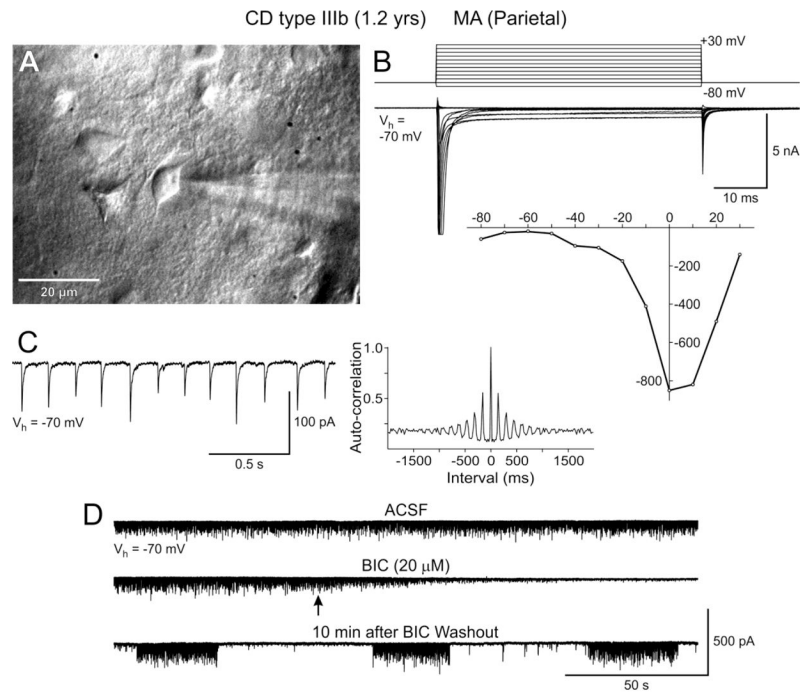 CD type IIIb (1.2 yrs) MA (Parietal)
A
20 µm
B
+30 mV
-80 mV
Vh = -70 mV
5 nA
10 ms
-80 -60 -40 -20 0 20
-200
-400
-600
-800
C
Vh = -70 mV
100 pA
0.5 s
Auto-correlation
1.0
0.5
-1500 -500 0 500 1500
Interval (ms)
D
ACSF
Vh = -70 mV
BIC (20 µM)
10 min after BIC Washout
500 pA
50 s